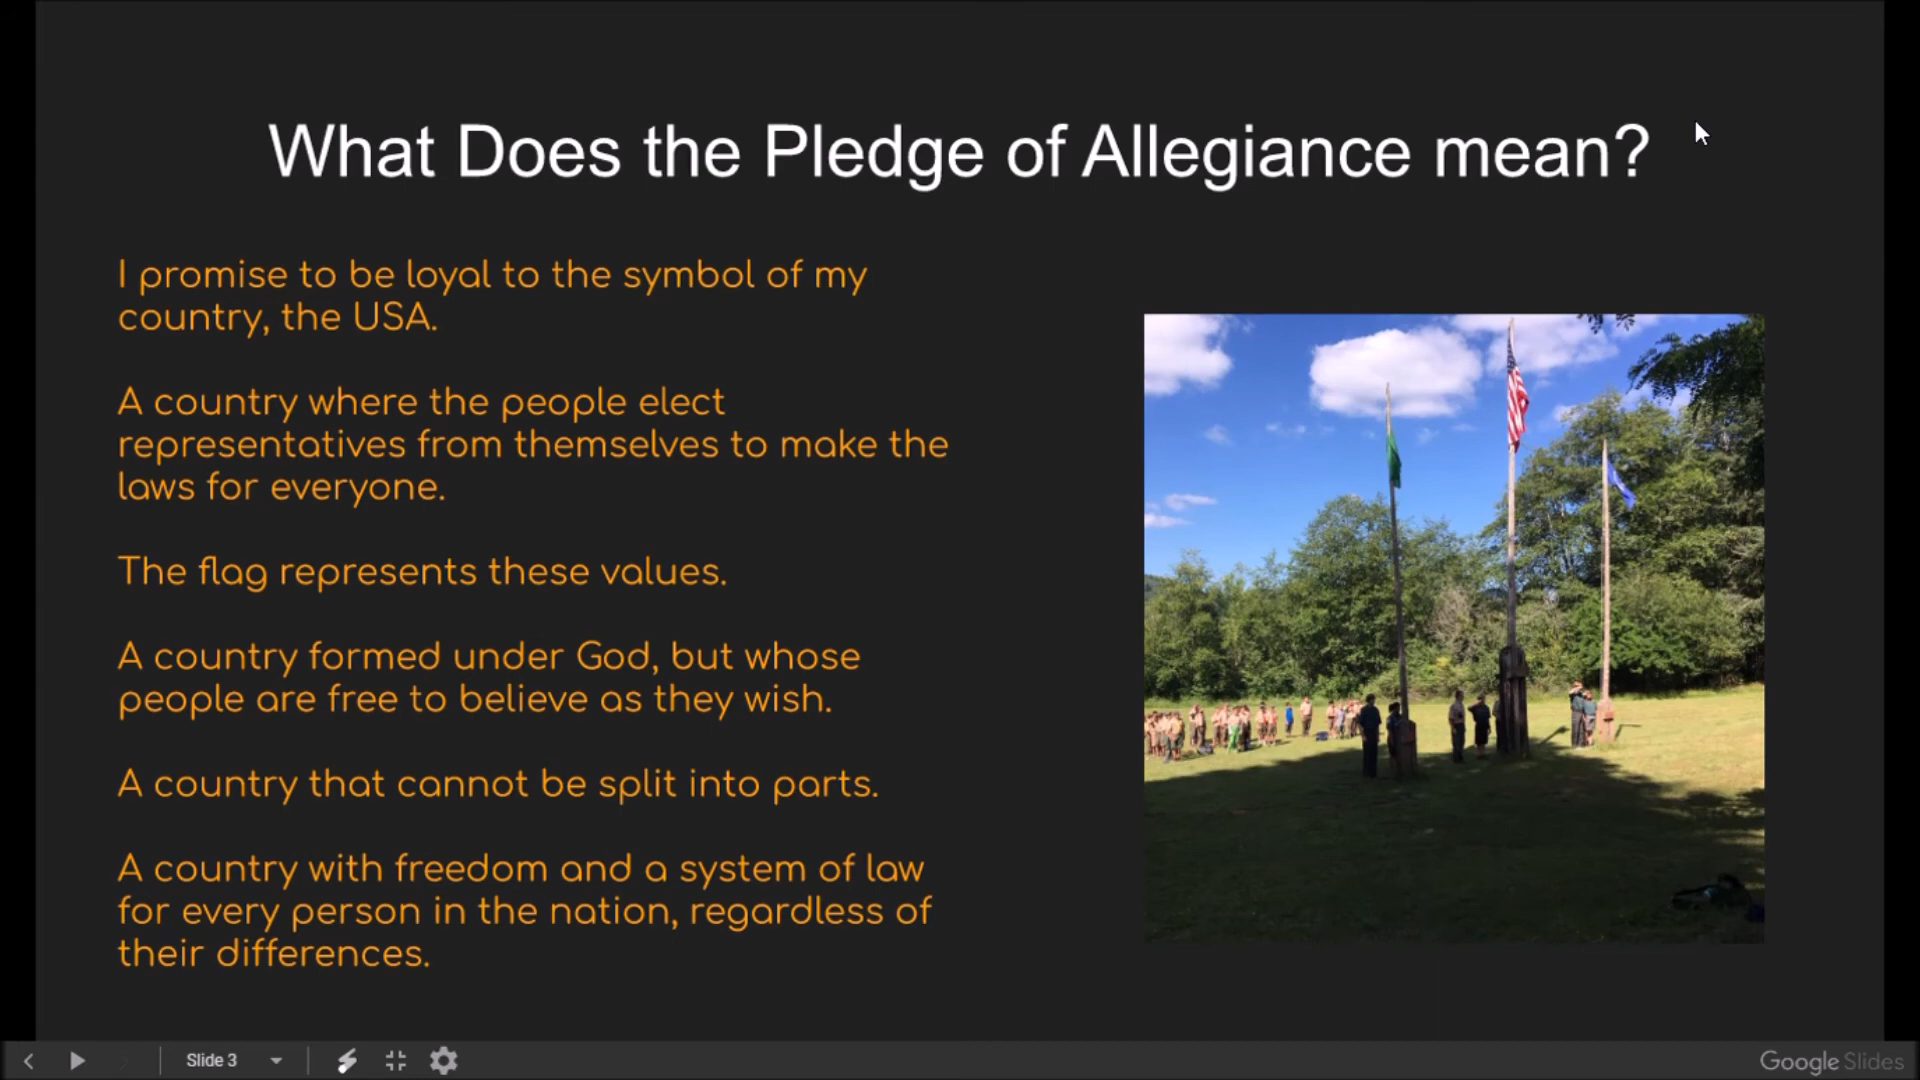 What Does the Pledge of Allegiance mean?
I promise to be loyal to the symbol of my
country, the USA.
A country where the people elect
representatives from themselves to make the
laws for everyone.
The flag represents these values.
A country formed under God, but whose
people are free to believe as they wish.
A country that cannot be split into parts.
A country with freedom and a system of law
for every person in the nation, regardless of
their differences.
Slide 3
Google Slides